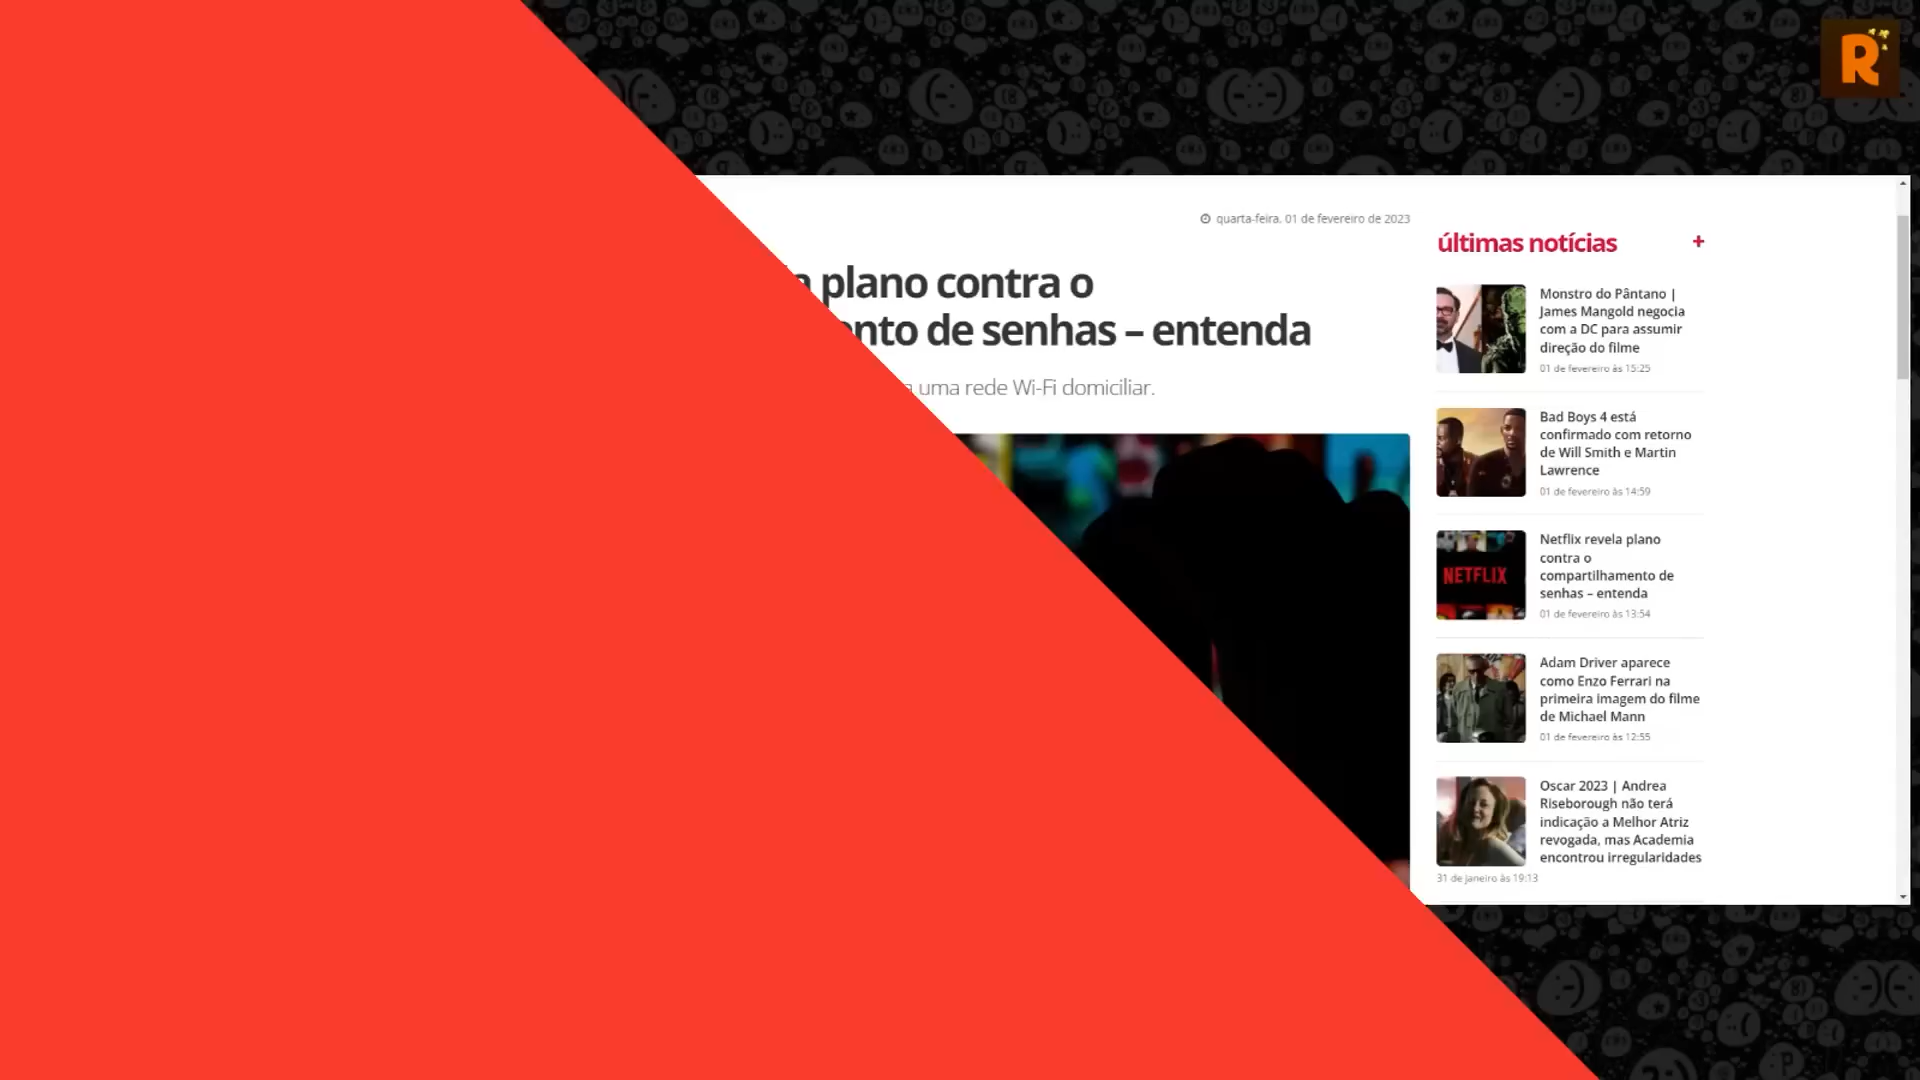 R
quarta-feira, 01 de fevereiro de 2023
plano contra o
de senhas – entenda
uma rede Wi-Fi domiciliar.
últimas notícias +
Monstro do Pântano |
James Mangold negocia
com a DC para assumir
direção do filme
01 de fevereiro às 15:25
Bad Boys 4 está
confirmado com retorno
de Will Smith e Martin
Lawrence
01 de fevereiro às 14:59
NETFLIX
Netflix revela plano
contra o
compartilhamento de
senhas – entenda
01 de fevereiro às 13:54
Adam Driver aparece
como Enzo Ferrari na
primeira imagem do filme
de Michael Mann
01 de fevereiro às 12:55
Oscar 2023 | Andrea
Riseborough não terá
indicação a Melhor Atriz
revogada, mas Academia
encontrou irregularidades
31 de janeiro às 19:13